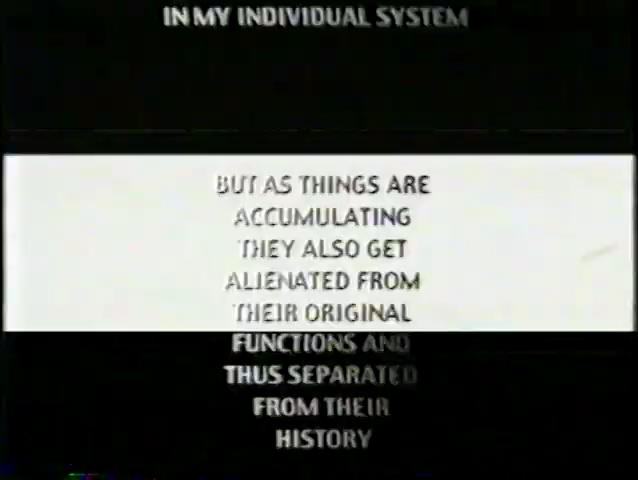 IN MY INDIVIDUAL SYSTEM
BUT AS THINGS ARE
ACCUMULATING
THEY ALSO GET
ALIENATED FROM
THEIR ORIGINAL
FUNCTIONS AND
THUS SEPARATED
FROM THEIR
HISTORY